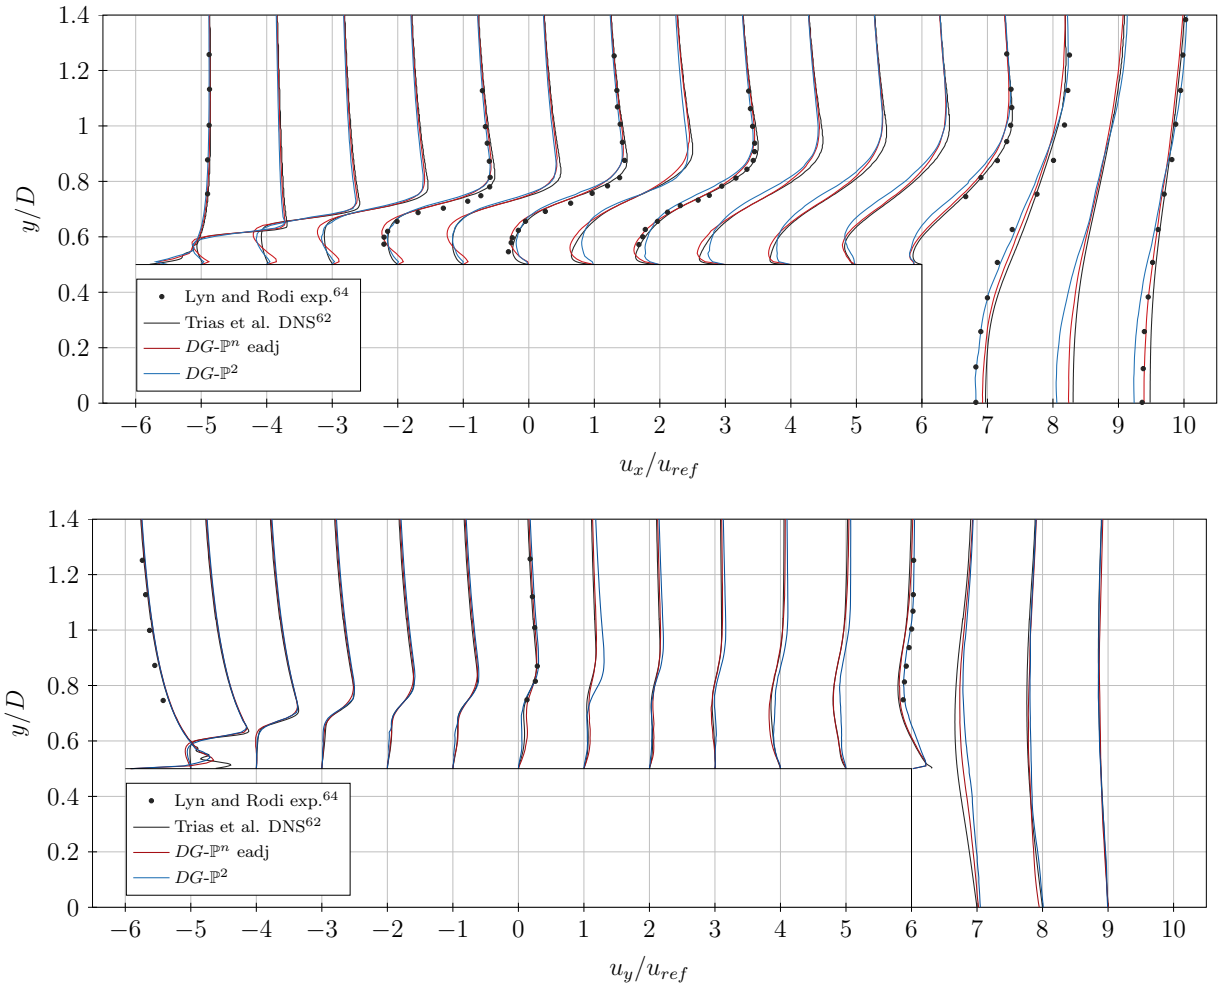 1.4
1.2
1
0.8
0.6
0.4
0.2
0
y/D
Lyn and Rodi exp.⁶⁴
Trias et al. DNS⁶²
DG-ℙⁿ eadj
DG-ℙ²
−6 −5 −4 −3 −2 −1 0 1 2 3 4 5 6 7 8 9 10
uₓ/u_ref
1.4
1.2
1
0.8
0.6
0.4
0.2
0
y/D
Lyn and Rodi exp.⁶⁴
Trias et al. DNS⁶²
DG-ℙⁿ eadj
DG-ℙ²
−6 −5 −4 −3 −2 −1 0 1 2 3 4 5 6 7 8 9 10
u_y/u_ref